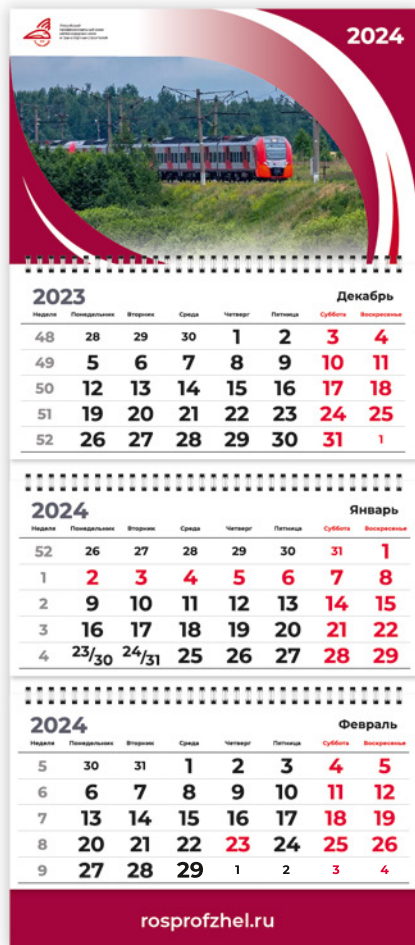 Российский
профессиональный союз
железнодорожников
и транспортных строителей
2024
2023 Декабрь
Неделя Понедельник Вторник Среда Четверг Пятница Суббота Воскресенье
48 28 29 30 1 2 3 4
49 5 6 7 8 9 10 11
50 12 13 14 15 16 17 18
51 19 20 21 22 23 24 25
52 26 27 28 29 30 31 1
2024 Январь
Неделя Понедельник Вторник Среда Четверг Пятница Суббота Воскресенье
52 26 27 28 29 30 31 1
1 2 3 4 5 6 7 8
2 9 10 11 12 13 14 15
3 16 17 18 19 20 21 22
4 23/30 24/31 25 26 27 28 29
2024 Февраль
Неделя Понедельник Вторник Среда Четверг Пятница Суббота Воскресенье
5 30 31 1 2 3 4 5
6 6 7 8 9 10 11 12
7 13 14 15 16 17 18 19
8 20 21 22 23 24 25 26
9 27 28 29 1 2 3 4
rosprofzhel.ru